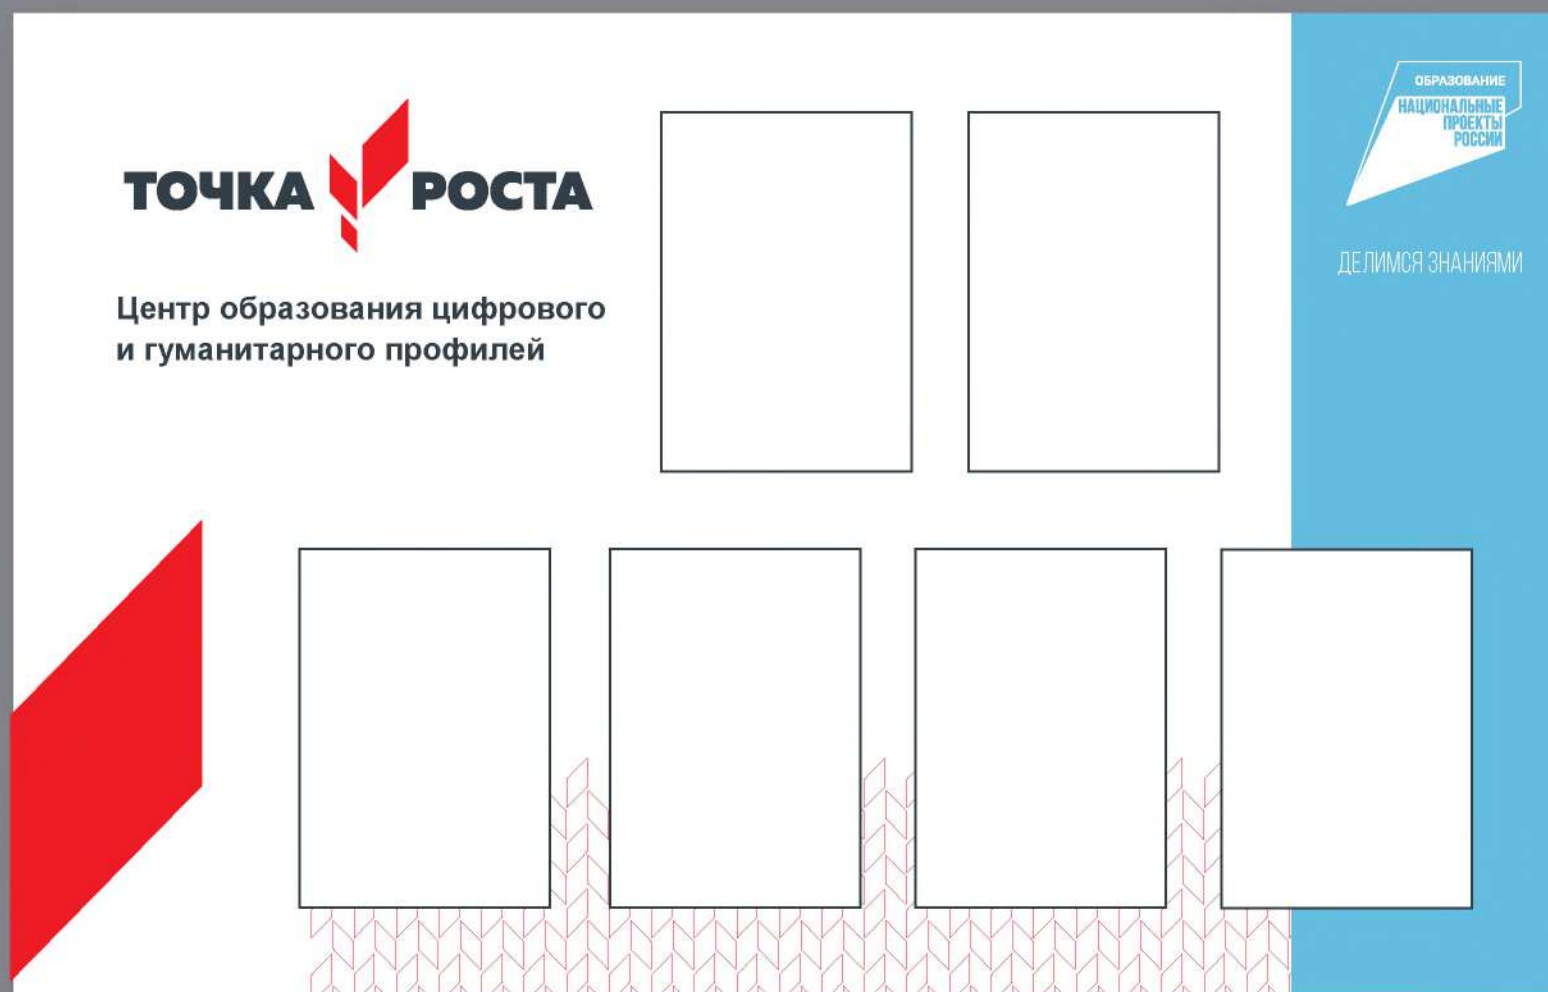 ТОЧКА РОСТА
Центр образования цифрового
и гуманитарного профилей
ОБРАЗОВАНИЕ
НАЦИОНАЛЬНЫЕ
ПРОЕКТЫ
РОССИИ
ДЕЛИМСЯ ЗНАНИЯМИ